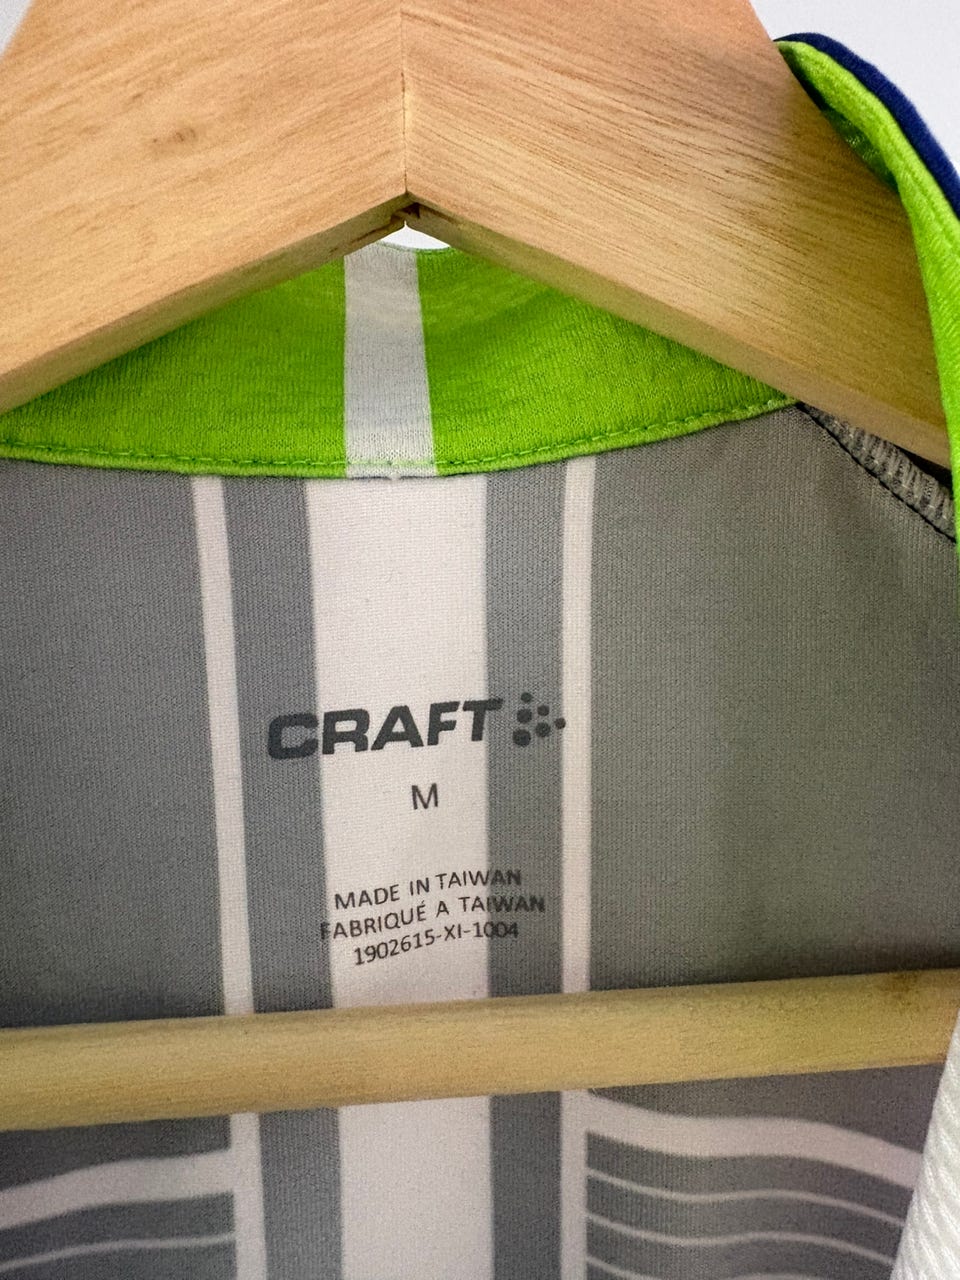 CRAFT
M
MADE IN TAIWAN
FABRIQUÉ A TAIWAN
1902615-XI-1004